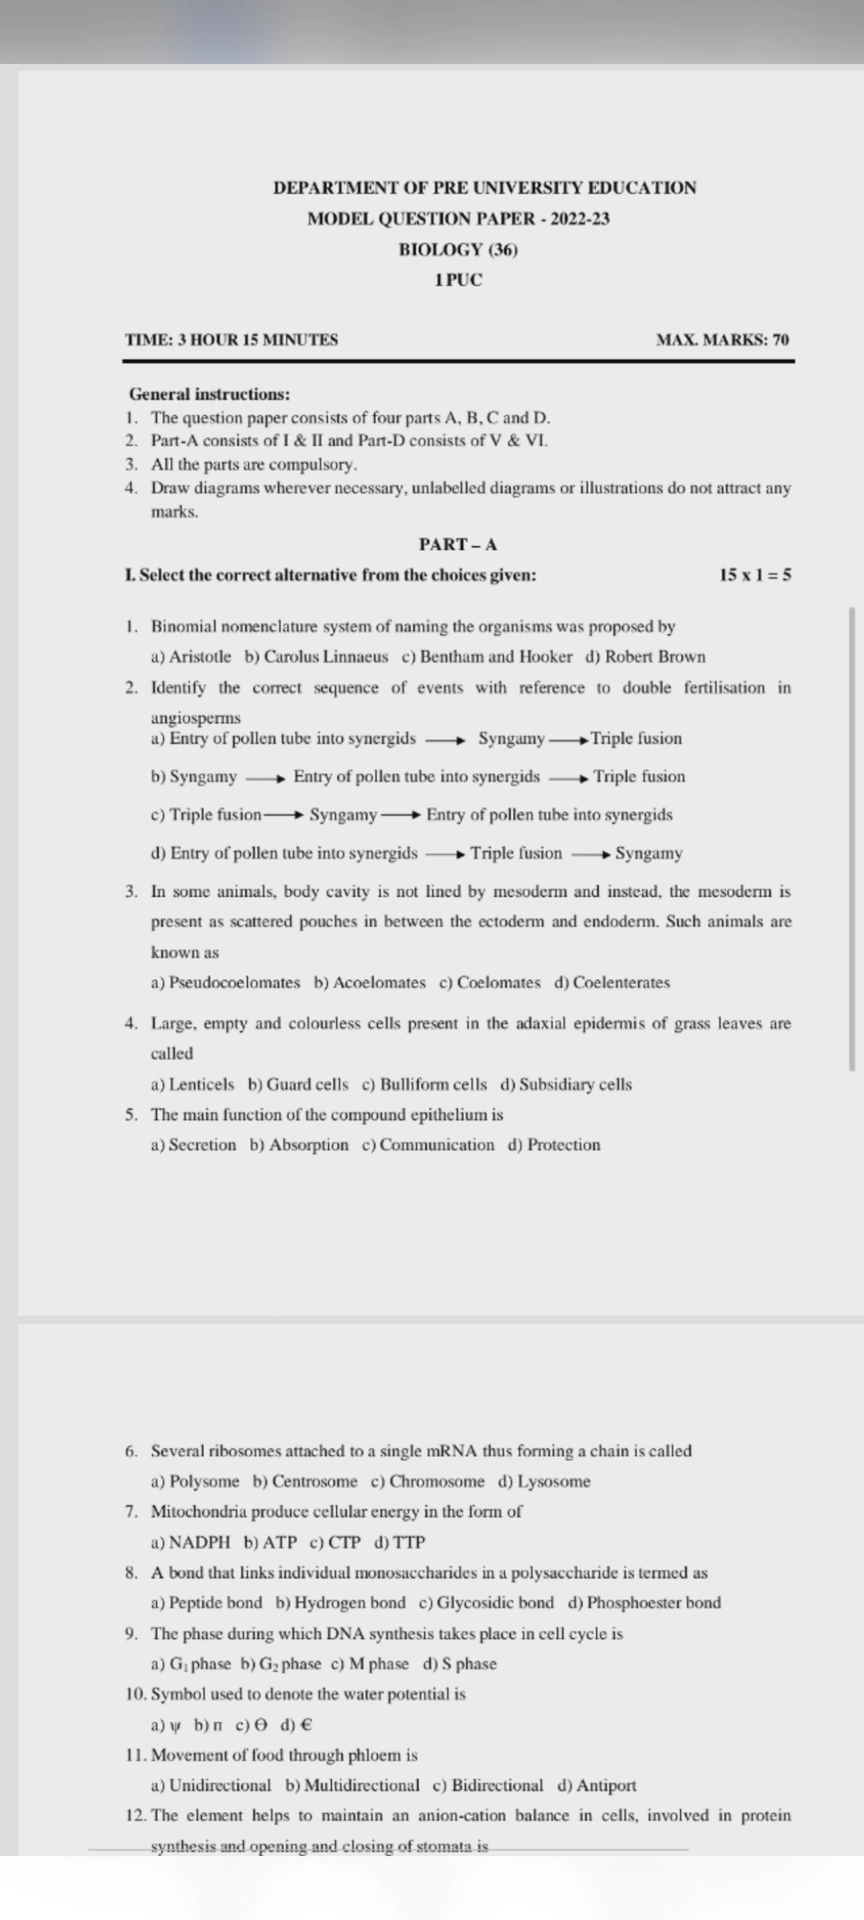 DEPARTMENT OF PRE UNIVERSITY EDUCATION
MODEL QUESTION PAPER - 2022-23
BIOLOGY (36)
1PUC
TIME: 3 HOUR 15 MINUTES MAX. MARKS: 70
General instructions:
1. The question paper consists of four parts A, B, C and D.
2. Part-A consists of I & II and Part-D consists of V & VI.
3. All the parts are compulsory.
4. Draw diagrams wherever necessary, unlabelled diagrams or illustrations do not attract any
marks.
PART – A
I. Select the correct alternative from the choices given: 15 x 1 = 5
1. Binomial nomenclature system of naming the organisms was proposed by
a) Aristotle b) Carolus Linnaeus c) Bentham and Hooker d) Robert Brown
2. Identify the correct sequence of events with reference to double fertilisation in
angiosperms
a) Entry of pollen tube into synergids → Syngamy → Triple fusion
b) Syngamy → Entry of pollen tube into synergids → Triple fusion
c) Triple fusion → Syngamy → Entry of pollen tube into synergids
d) Entry of pollen tube into synergids → Triple fusion → Syngamy
3. In some animals, body cavity is not lined by mesoderm and instead, the mesoderm is
present as scattered pouches in between the ectoderm and endoderm. Such animals are
known as
a) Pseudocoelomates b) Acoelomates c) Coelomates d) Coelenterates
4. Large, empty and colourless cells present in the adaxial epidermis of grass leaves are
called
a) Lenticels b) Guard cells c) Bulliform cells d) Subsidiary cells
5. The main function of the compound epithelium is
a) Secretion b) Absorption c) Communication d) Protection
6. Several ribosomes attached to a single mRNA thus forming a chain is called
a) Polysome b) Centrosome c) Chromosome d) Lysosome
7. Mitochondria produce cellular energy in the form of
a) NADPH b) ATP c) CTP d) TTP
8. A bond that links individual monosaccharides in a polysaccharide is termed as
a) Peptide bond b) Hydrogen bond c) Glycosidic bond d) Phosphoester bond
9. The phase during which DNA synthesis takes place in cell cycle is
a) G₁ phase b) G₂ phase c) M phase d) S phase
10. Symbol used to denote the water potential is
a) ψ b) π c) Θ d) €
11. Movement of food through phloem is
a) Unidirectional b) Multidirectional c) Bidirectional d) Antiport
12. The element helps to maintain an anion-cation balance in cells, involved in protein
synthesis and opening and closing of stomata is